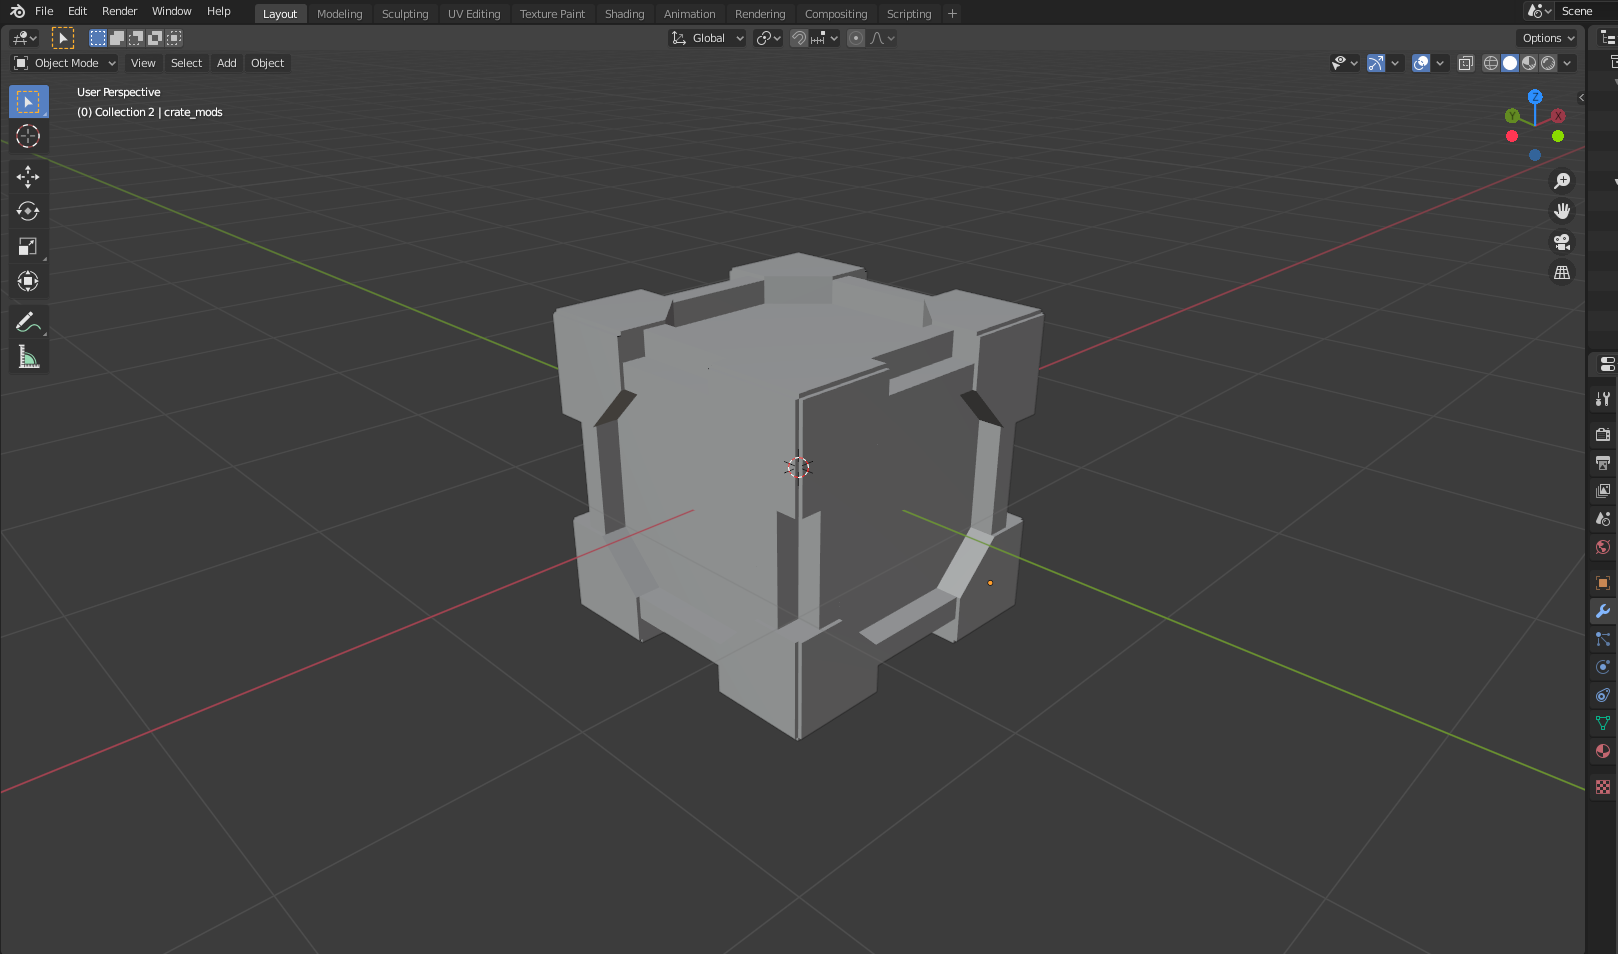 File Edit Render Window Help Layout Modeling Sculpting UV Editing Texture Paint Shading Animation Rendering Compositing Scripting + Scene
Global Options
Object Mode View Select Add Object
User Perspective
(0) Collection 2 | crate_mods
Z
Y X